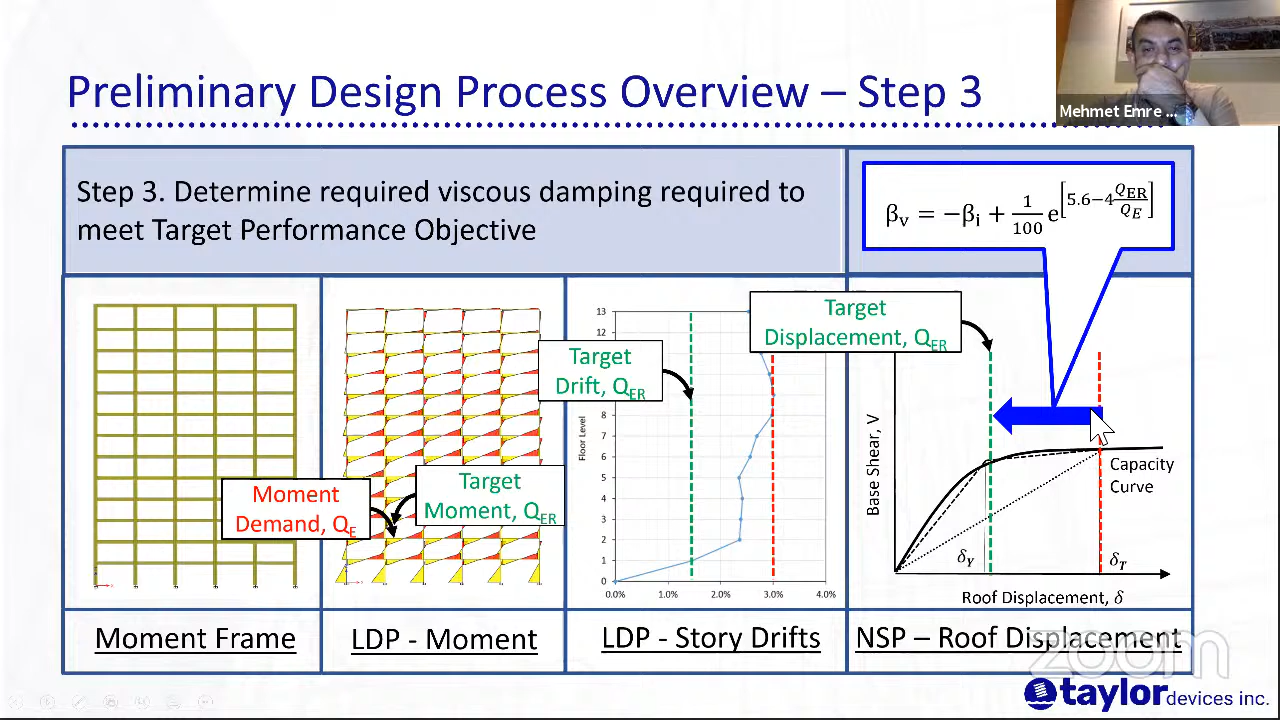 Preliminary Design Process Overview – Step 3
Mehmet Emre ...
Step 3. Determine required viscous damping required to
meet Target Performance Objective
βv = −βi + 1/100 e^[5.6−4 QER/QE]
Moment
Demand, QE
Target
Moment, QER
Target
Drift, QER
Target
Displacement, QER
13
12
8
7
6
5
4
3
2
1
0
Floor Level
0.0%
1.0%
2.0%
3.0%
4.0%
Base Shear, V
Capacity
Curve
δY
δT
Roof Displacement, δ
Moment Frame
LDP - Moment
LDP - Story Drifts
NSP – Roof Displacement
zoom
taylor devices inc.